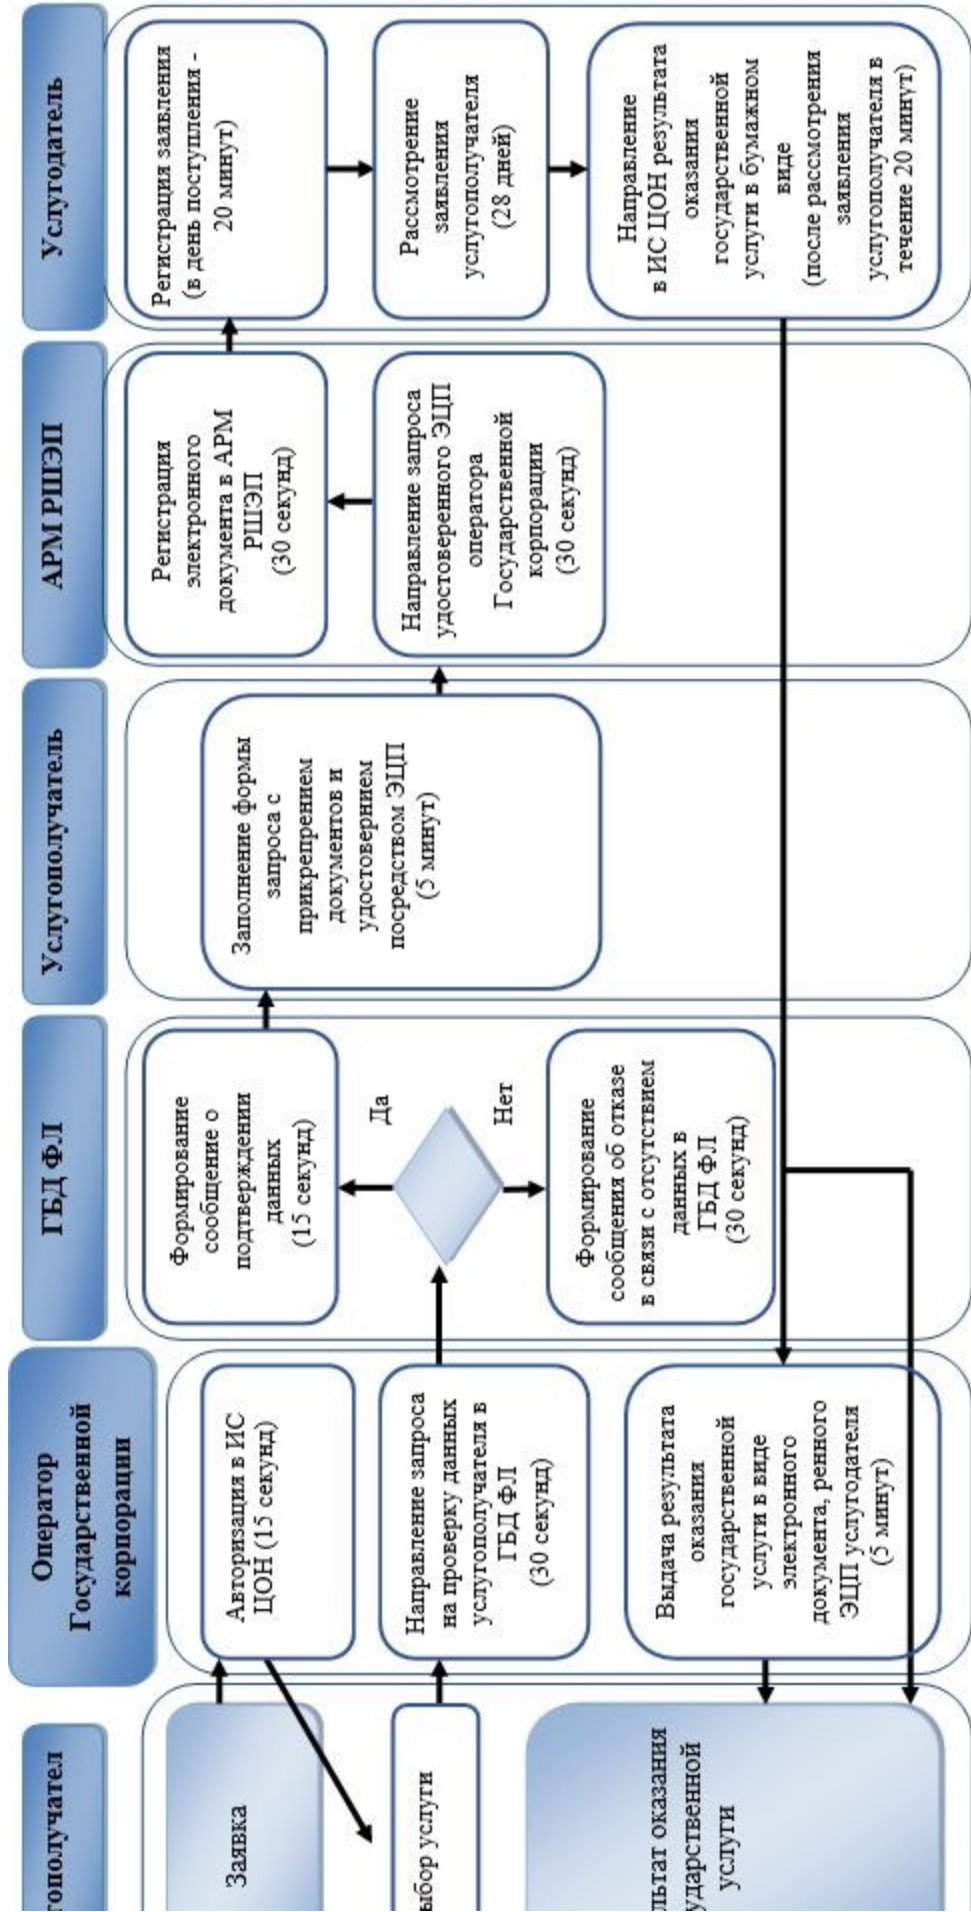 гополучател
Заявка
ыбор услуги
льтат оказания
ударственной
услуги
Оператор
Государственной
корпорации
Авторизация в ИС
ЦОН (15 секунд)
Направление запроса
на проверку данных
услугополучателя в
ГБД ФЛ
(30 секунд)
Выдача результата
оказания
государственной
услуги в виде
электронного
документа, ренного
ЭЦП услугодателя
(5 минут)
ГБД ФЛ
Формирование
сообщение о
подтверждении
данных
(15 секунд)
Да
Нет
Формирование
сообщения об отказе
в связи с отсутствием
данных в
ГБД ФЛ
(30 секунд)
Услугополучатель
Заполнение формы
запроса с
прикрепрением
документов и
удостовернием
посредством ЭЦП
(5 минут)
АРМ РШЭП
Регистрация
электронного
документа в АРМ
РШЭП
(30 секунд)
Направление запроса
удостоверенного ЭЦП
оператора
Государственной
корпорации
(30 секунд)
Услугодатель
Регистрация заявления
(в день поступления -
20 минут)
Рассмотрение
заявления
услугополучателя
(28 дней)
Направление
в ИС ЦОН результата
оказания
государственной
услуги в бумажном
виде
(после рассмотрения
заявления
услугополучателя в
течение 20 минут)